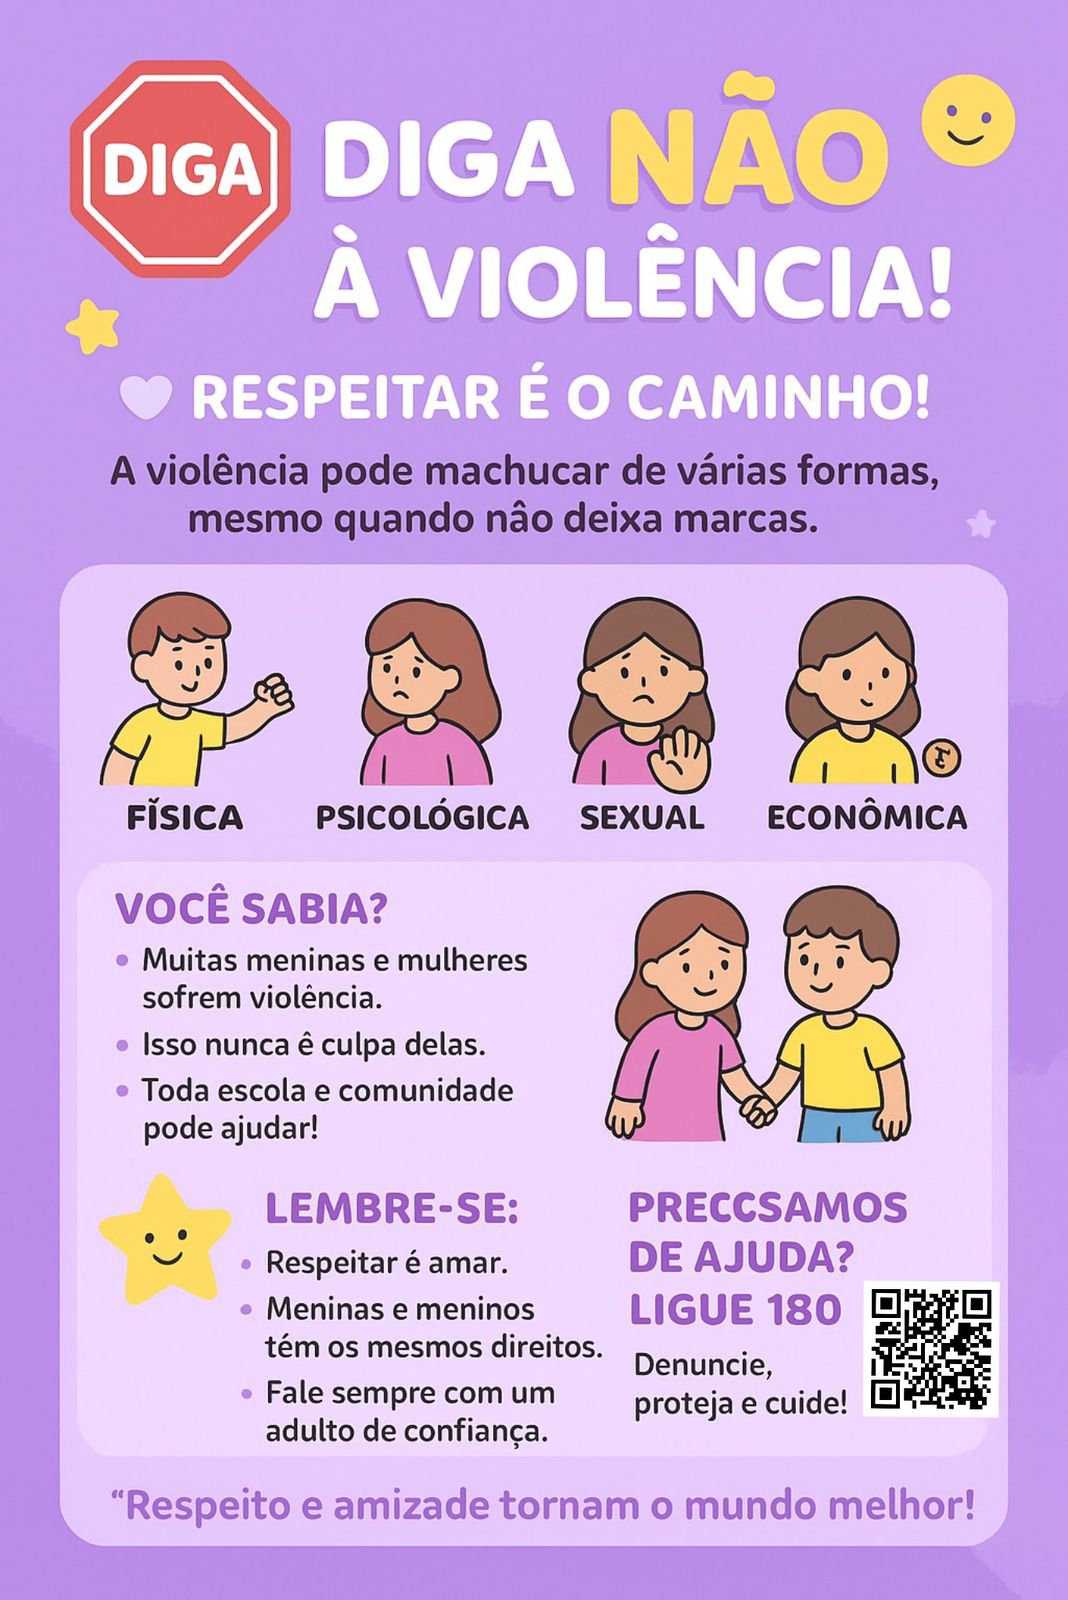 DIGA
DIGA NÃO
À VIOLÊNCIA!
RESPEITAR É O CAMINHO!
A violência pode machucar de várias formas,
mesmo quando nâo deixa marcas.
FǏSICA
PSICOLÓGICA
SEXUAL
ECONÔMICA
VOCÊ SABIA?
• Muitas meninas e mulheres
sofrem violência.
• Isso nunca ê culpa delas.
• Toda escola e comunidade
pode ajudar!
LEMBRE-SE:
• Respeitar é amar.
• Meninas e meninos
tém os mesmos direitos.
• Fale sempre com um
adulto de confiança.
PRECCSAMOS
DE AJUDA?
LIGUE 180
Denuncie,
proteja e cuide!
“Respeito e amizade tornam o mundo melhor!